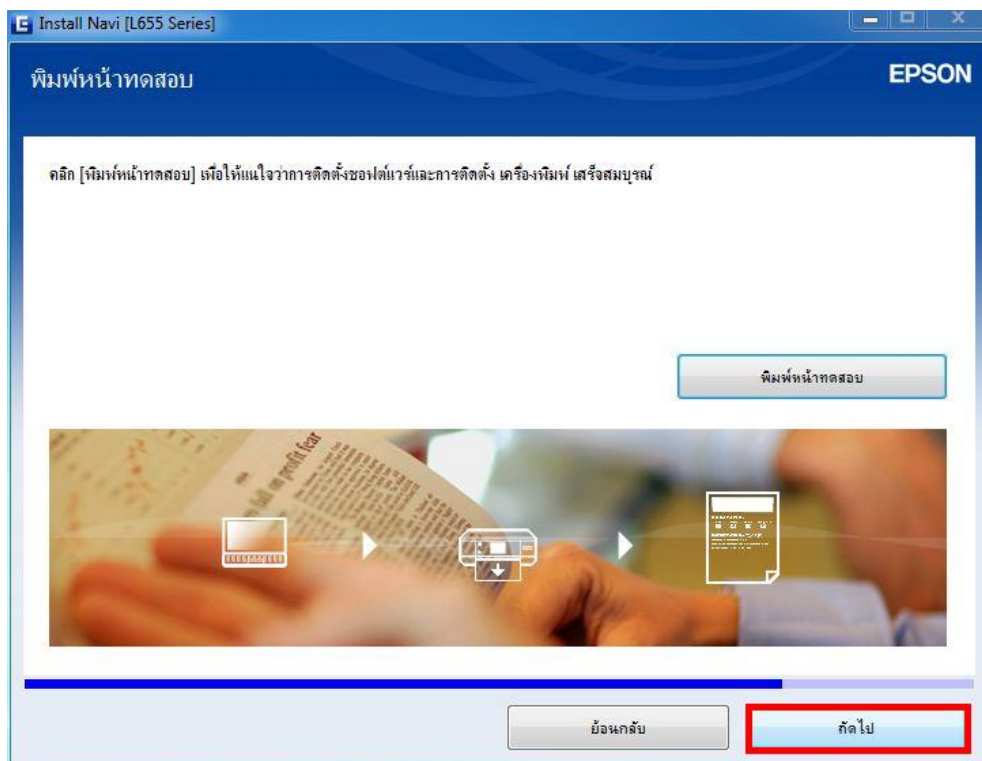 Install Navi [L655 Series]
พิมพ์หน้าทดสอบ
EPSON
คลิก [พิมพ์หน้าทดสอบ] เพื่อให้แน่ใจว่าการติดตั้งซอฟต์แวร์และการติดตั้ง เครื่องพิมพ์ เสร็จสมบูรณ์
พิมพ์หน้าทดสอบ
fall on profit fear
ย้อนกลับ
ถัดไป